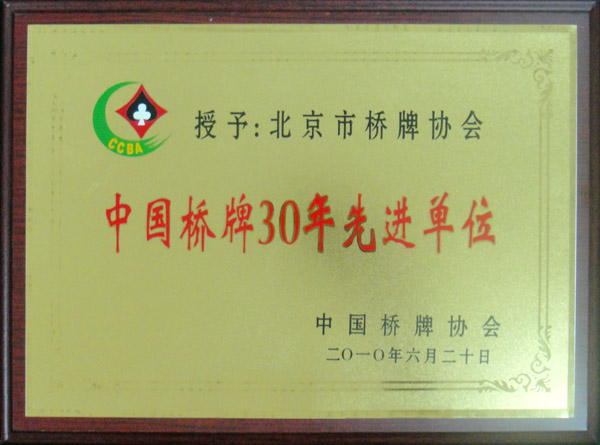 CCBA
授予:北京市桥牌协会
中国桥牌30年先进单位
中国桥牌协会
二〇一〇年六月二十日